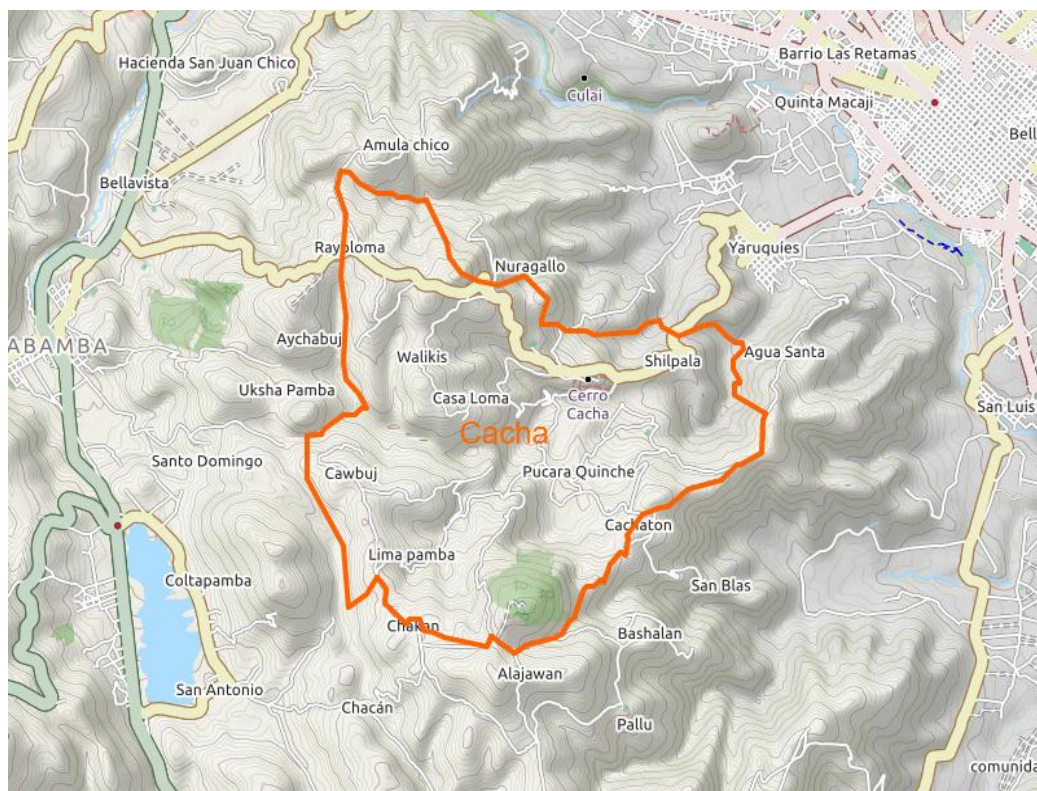 Barrio Las Retamas
Hacienda San Juan Chico
Culai
Quinta Macaji
Bell
Amula chico
Bellavista
Rayoloma
Yaruquies
Nuragallo
Aychabuj
ABAMBA
Walikis
Shilpala
Agua Santa
Uksha Pamba
Casa Loma
Cerro
Cacha
San Luis
Cacha
Santo Domingo
Cawbuj
Pucara Quinche
Cachaton
Lima pamba
Coltapamba
San Blas
Chakan
Bashalan
Alajawan
San Antonio
Chacán
Pallu
comunida